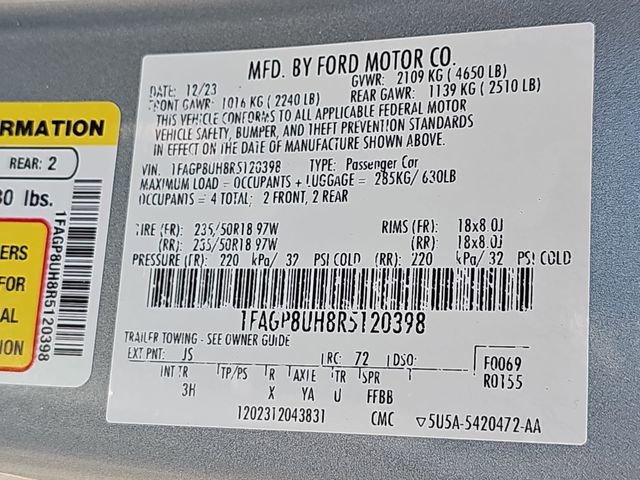 MFD. BY FORD MOTOR CO.
DATE: 12/23 GVWR: 2109 KG (4650 LB)
FRONT GAWR: 1016 KG (2240 LB) REAR GAWR: 1139 KG (2510 LB)
THIS VEHICLE CONFORMS TO ALL APPLICABLE FEDERAL MOTOR
VEHICLE SAFETY, BUMPER, AND THEFT PREVENTION STANDARDS
IN EFFECT ON THE DATE OF MANUFACTURE SHOWN ABOVE.
VIN: 1FAGP8UH8R5120398 TYPE: Passenger Car
MAXIMUM LOAD = OCCUPANTS + LUGGAGE = 285KG/ 630LB
OCCUPANTS = 4 TOTAL: 2 FRONT, 2 REAR
TIRE (FR): 235/50R18 97W RIMS (FR): 18x8.0J
(RR): 235/50R18 97W (RR): 18x8.0J
PRESSURE (FR): 220 kPa/ 32 PSI COLD (RR): 220 kPa/ 32 PSI COLD
1FAGP8UH8R5120398
TRAILER TOWING - SEE OWNER GUIDE
EXT PNT: JS RC: 72 DSO: F0069
R0155
INT TR TP/PS R AXLE TR SPR
3H X YA U FFBB
1202312043831 CMC ▽5U5A-5420472-AA
ORMATION
REAR: 2
30 lbs.
ERS
FOR
AL
TION
1FAGP8UH8R5120398